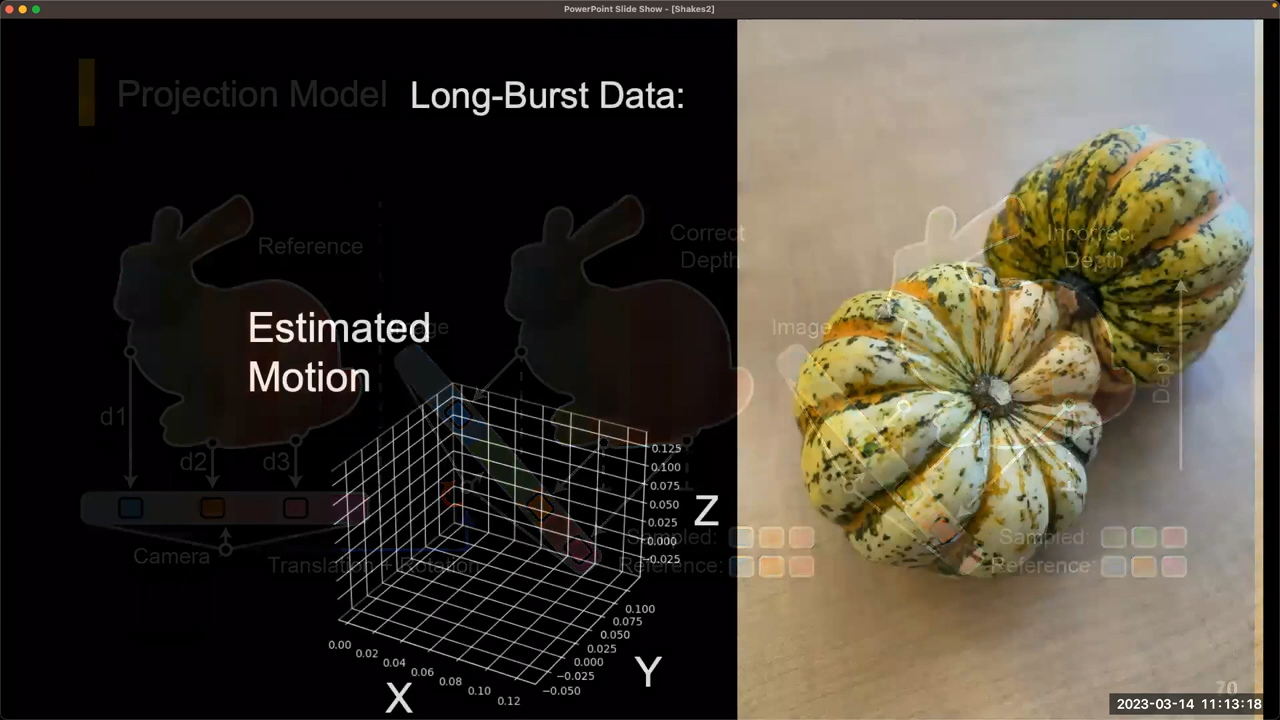 PowerPoint Slide Show - [Shakes2]
Projection Model
Long-Burst Data:
Reference
Correct
Depth
Incorrect
Depth
Estimated
Motion
Image
Image
d1
Depth
d2
d3
0.125
0.100
0.075
0.050
0.025
0.000
−0.025
Z
Sampled:
Sampled:
Camera
Translation + Rotation
Reference:
Reference
0.100
0.075
0.050
0.025
0.000
−0.025
−0.050
Y
0.00
0.02
0.04
0.06
0.08
0.10
0.12
X
70
2023-03-14 11:13:18